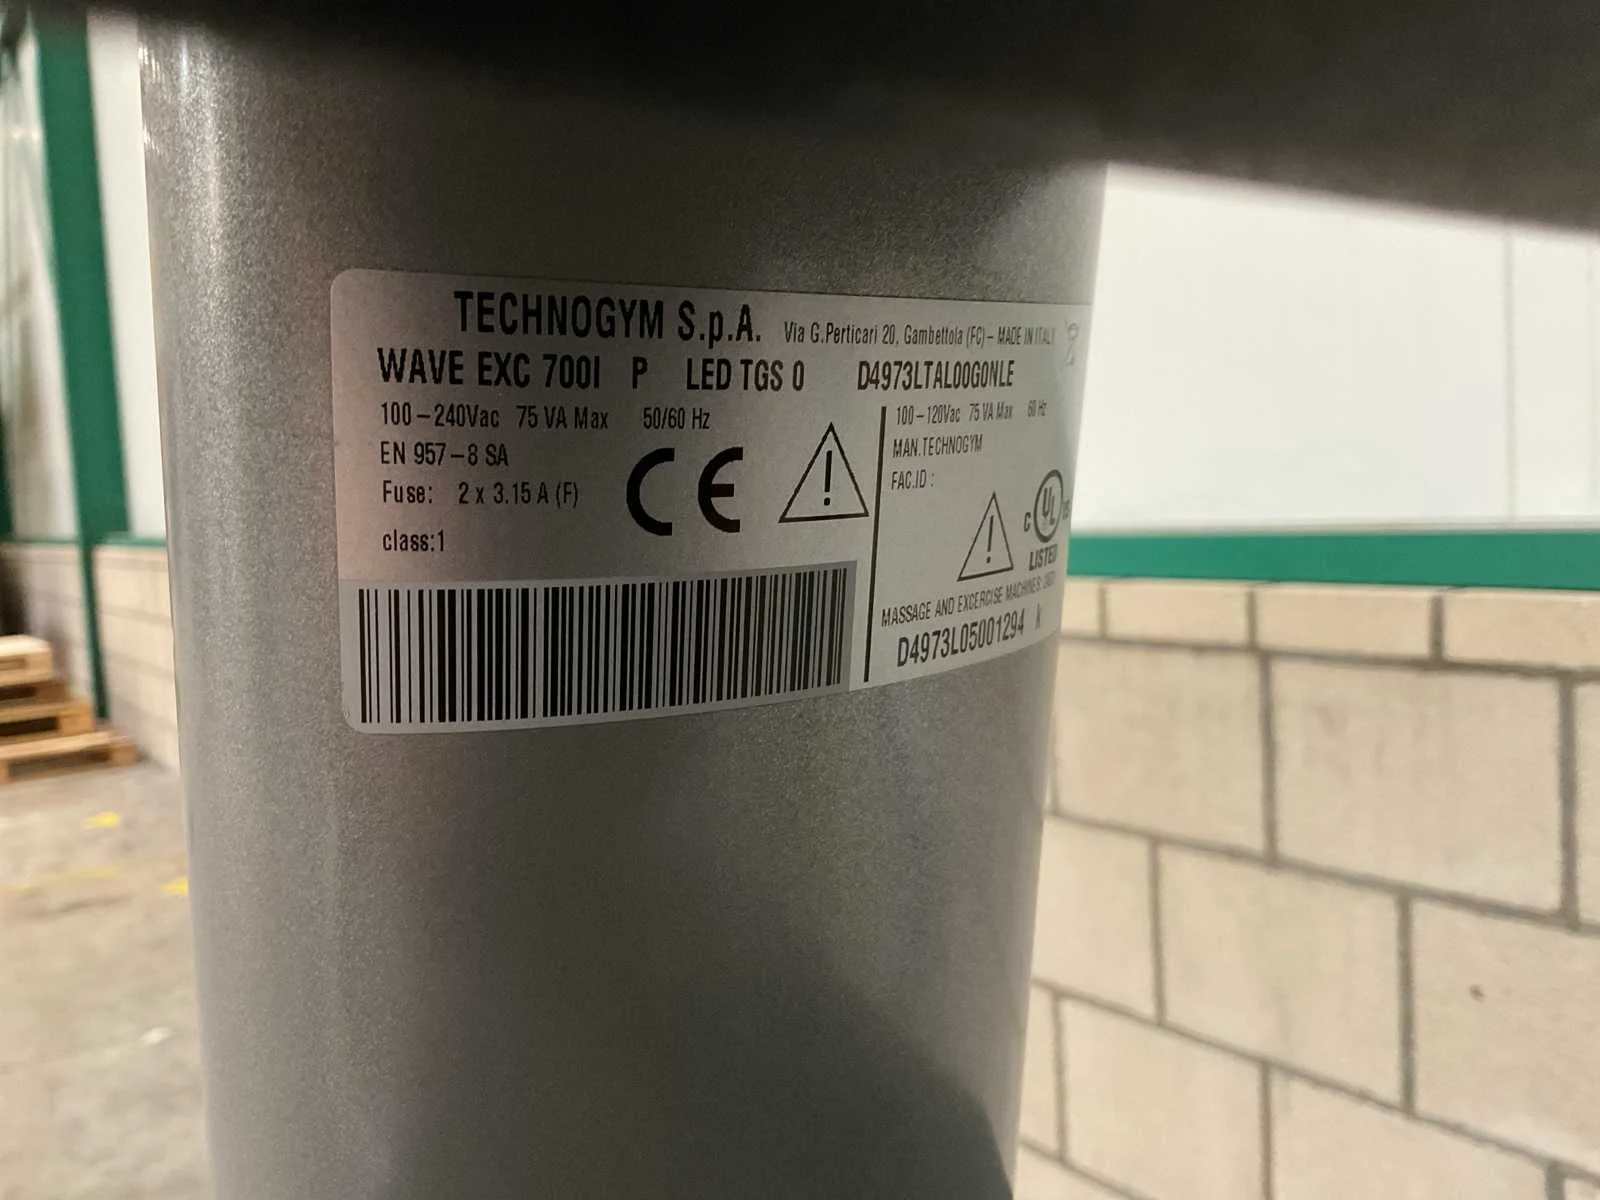 TECHNOGYM S.p.A. Via G.Perticari 20, Gambettola (FC) – MADE IN ITALY
WAVE EXC 700I P LED TGS 0 D4973LTAL00G0NLE
100–240Vac 75 VA Max 50/60 Hz
EN 957–8 SA
Fuse: 2 x 3.15 A (F)
CE
class:1
100–120Vac 75 VA Max 60 Hz
MAN.TECHNOGYM
FAC.ID :
C UL US
LISTED
MASSAGE AND EXCERCISE MACHINES
D4973L05001294 k